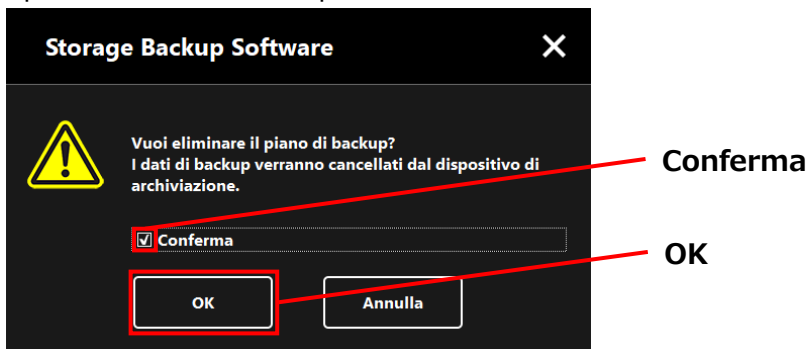 Storage Backup Software
Vuoi eliminare il piano di backup?
I dati di backup verranno cancellati dal dispositivo di
archiviazione.
Conferma
OK
Annulla
Conferma
OK